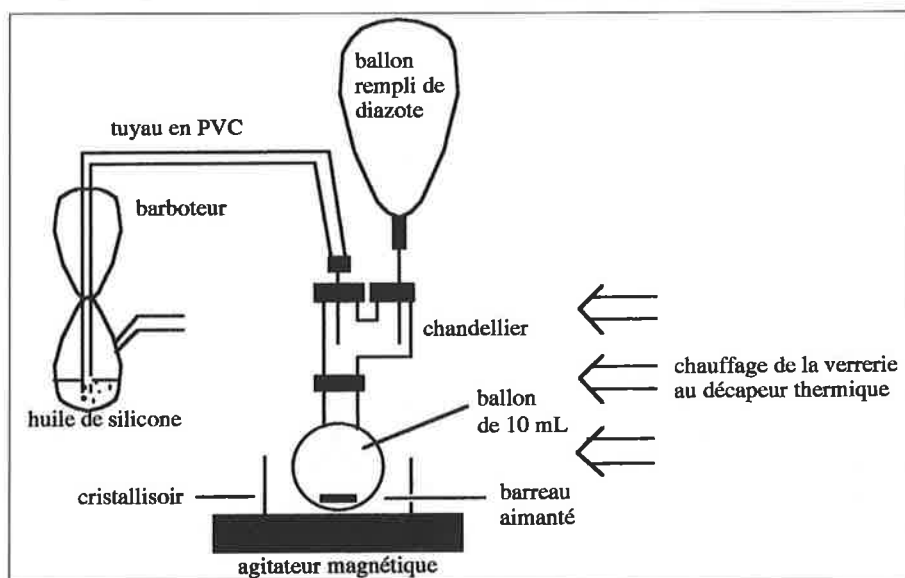 ballon
rempli de
diazote
tuyau en PVC
barboteur
chandellier
chauffage de la verrerie
au décapeur thermique
huile de silicone
ballon
de 10 mL
cristallisoir
barreau
aimanté
agitateur magnétique